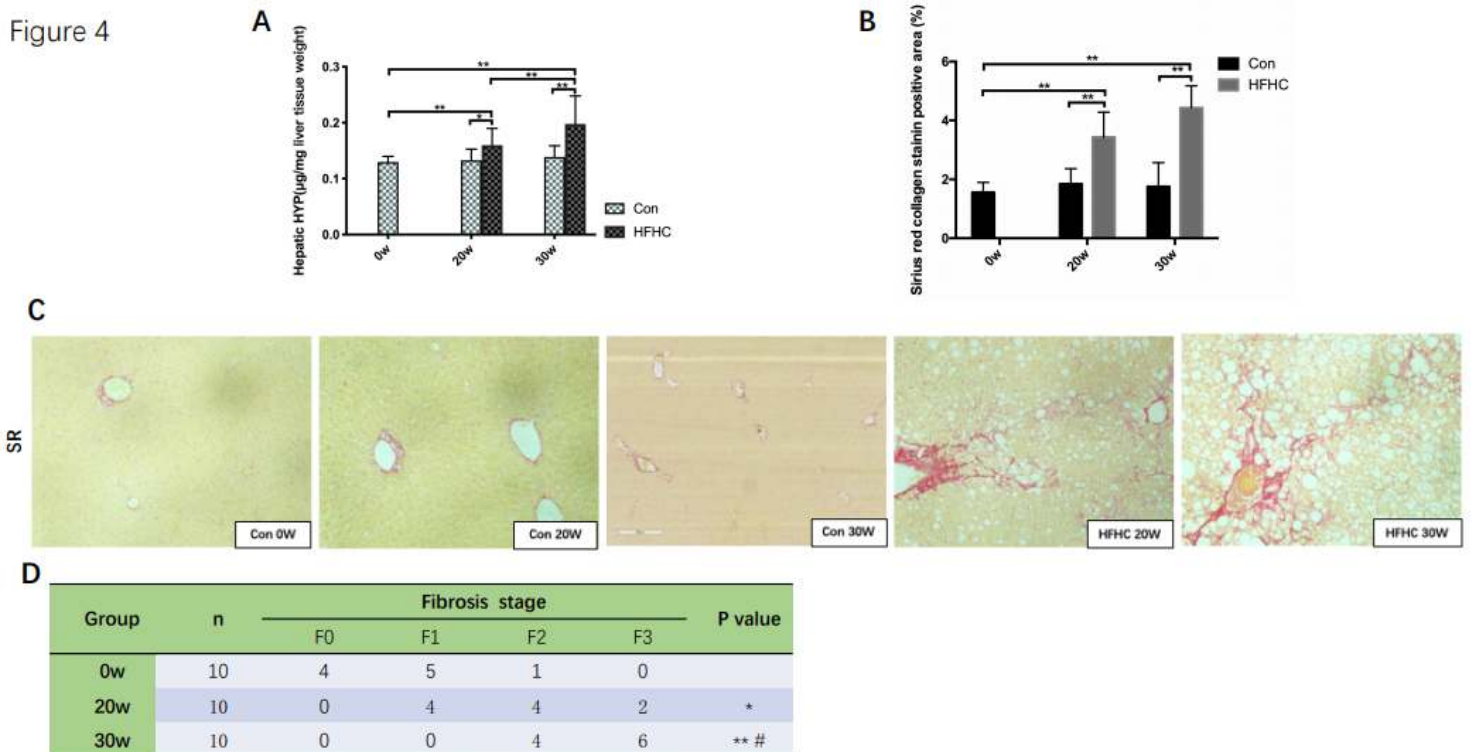 Figure 4
A
Hepatic HYP(μg/mg liver tissue weight)
0.3
0.2
0.1
0.0
**
**
**
**
*
0w
20w
30w
Con
HFHC
B
Sirius red collagen stainin positive area (%)
6
4
2
0
**
**
**
**
0w
20w
30w
Con
HFHC
C
SR
Con 0W
Con 20W
Con 30W
HFHC 20W
HFHC 30W
D
Group n Fibrosis stage P value
F0 F1 F2 F3
0w 10 4 5 1 0
20w 10 0 4 4 2 *
30w 10 0 0 4 6 ** #